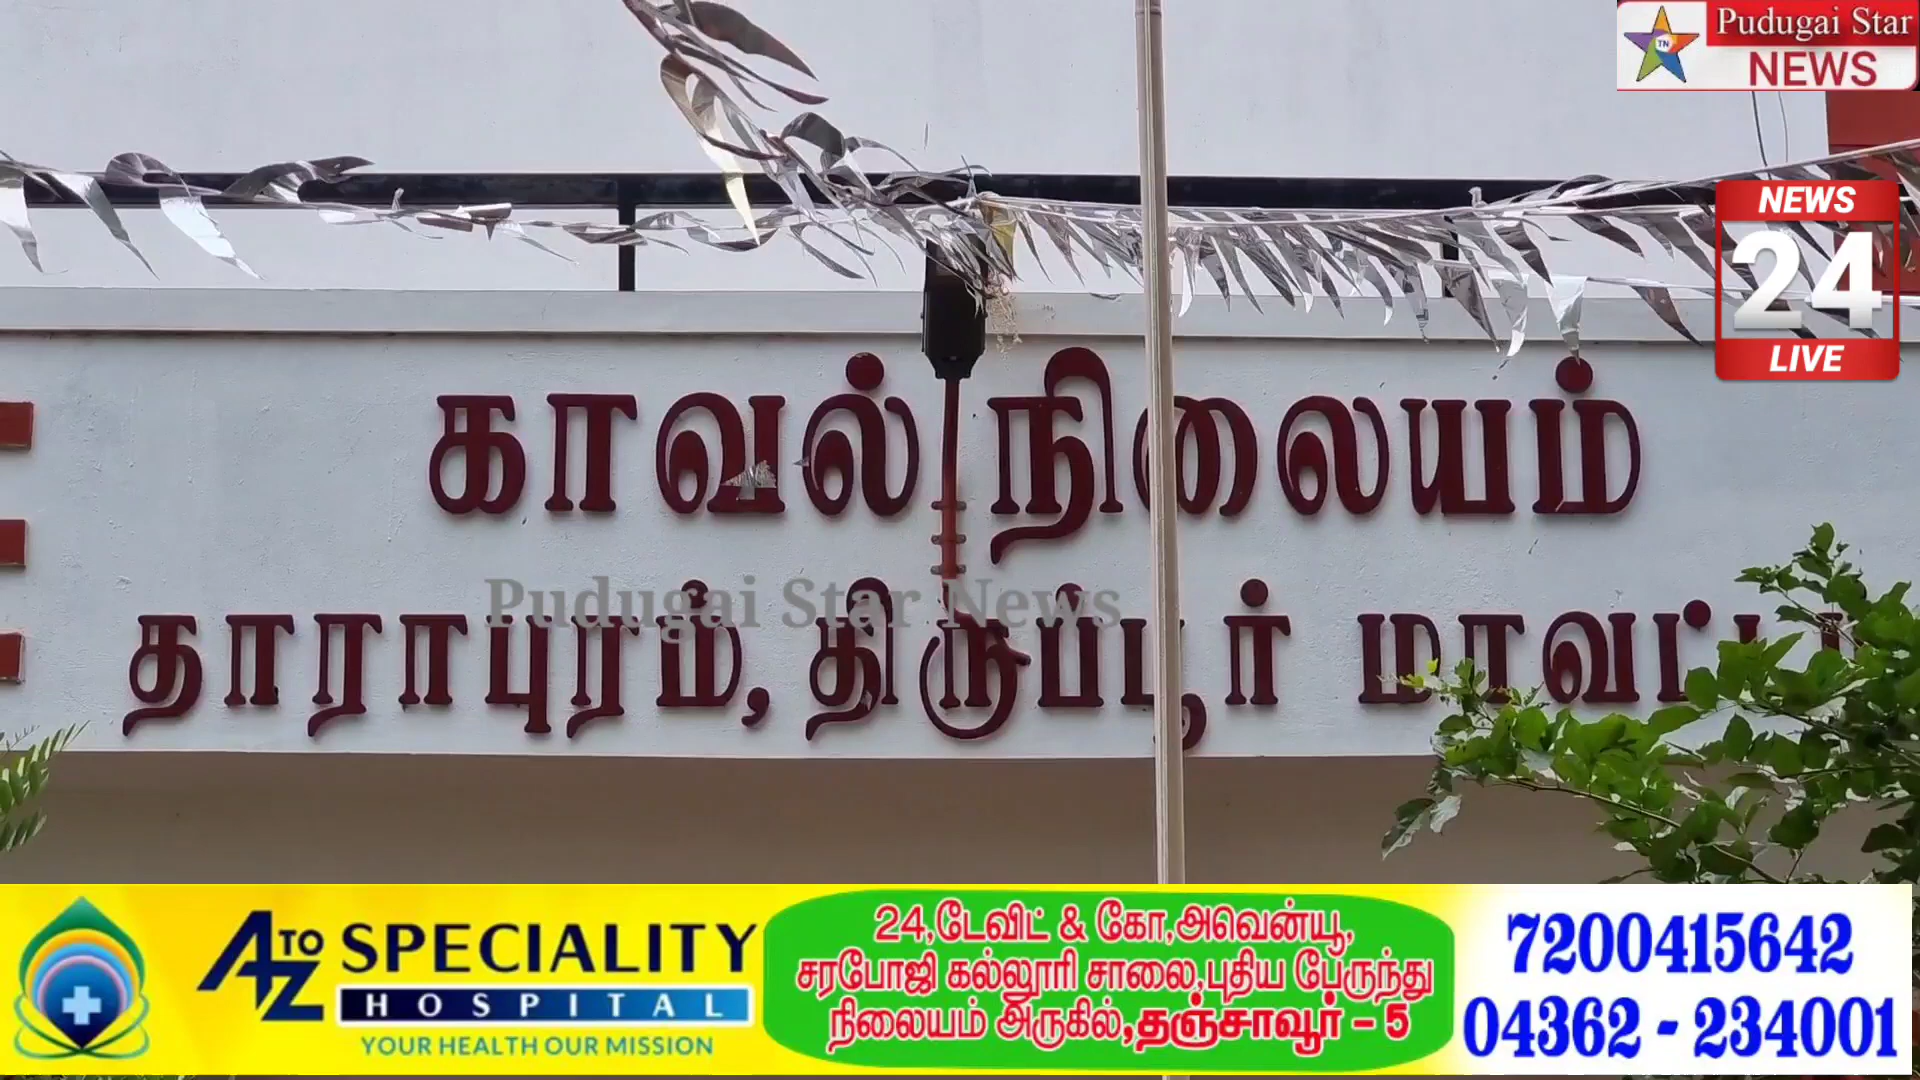 Pudugai Star
NEWS
TN
NEWS
24
LIVE
காவல் நிலையம்
தாராபுரம், திருப்பூர்
Pudugai Star News
A TO Z SPECIALITY
HOSPITAL
YOUR HEALTH OUR MISSION
24,டேவிட் & கோ,அவென்யூ,
சரபோஜி கல்லூரி சாலை,புதிய பேருந்து
நிலையம் அருகில்,தஞ்சாவூர் – 5
7200415642
04362 - 234001